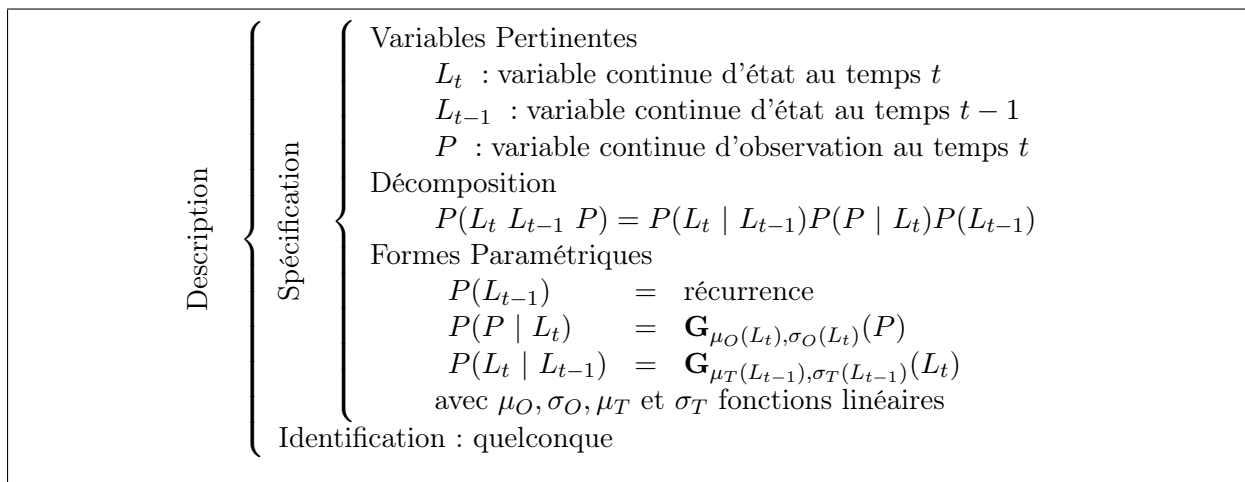 Description
Spécification
Variables Pertinentes
L_t : variable continue d'état au temps t
L_{t−1} : variable continue d'état au temps t − 1
P : variable continue d'observation au temps t
Décomposition
P(L_t L_{t−1} P) = P(L_t | L_{t−1})P(P | L_t)P(L_{t−1})
Formes Paramétriques
P(L_{t−1}) = récurrence
P(P | L_t) = G_{μ_O(L_t),σ_O(L_t)}(P)
P(L_t | L_{t−1}) = G_{μ_T(L_{t−1}),σ_T(L_{t−1})}(L_t)
avec μ_O, σ_O, μ_T et σ_T fonctions linéaires
Identification : quelconque